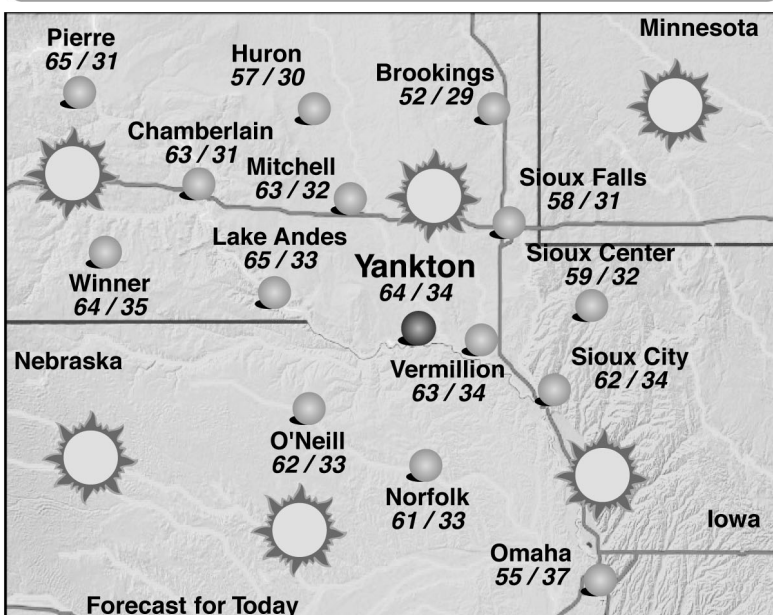 Minnesota
Pierre
65 / 31
Huron
57 / 30
Brookings
52 / 29
Chamberlain
63 / 31
Mitchell
63 / 32
Sioux Falls
58 / 31
Lake Andes
65 / 33
Yankton
64 / 34
Sioux Center
59 / 32
Winner
64 / 35
Nebraska
Vermillion
63 / 34
Sioux City
62 / 34
O'Neill
62 / 33
Norfolk
61 / 33
Iowa
Omaha
55 / 37
Forecast for Today